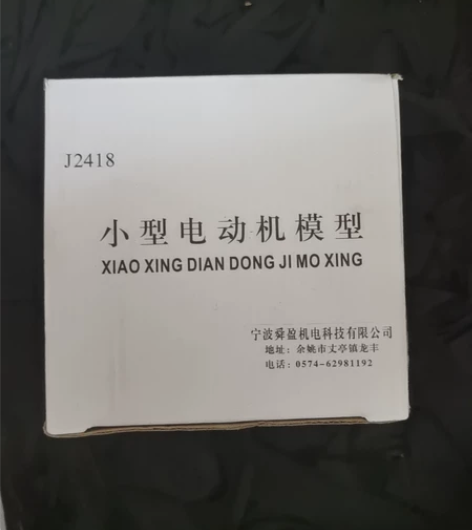 J2418
小型电动机模型
XIAO XING DIAN DONG JI MO XING
宁波舜盈机电科技有限公司
地址：余姚市丈亭镇龙丰
电话：0574-62981192